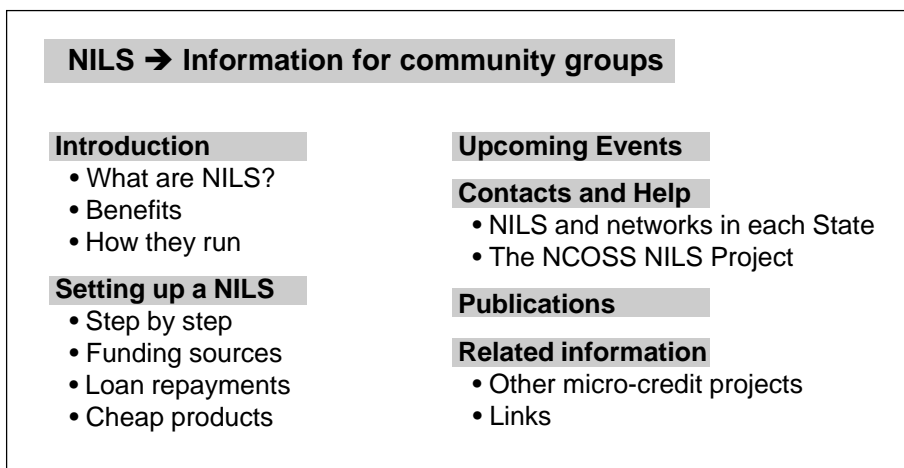 NILS ➔ Information for community groups
Introduction
• What are NILS?
• Benefits
• How they run
Setting up a NILS
• Step by step
• Funding sources
• Loan repayments
• Cheap products
Upcoming Events
Contacts and Help
• NILS and networks in each State
• The NCOSS NILS Project
Publications
Related information
• Other micro-credit projects
• Links